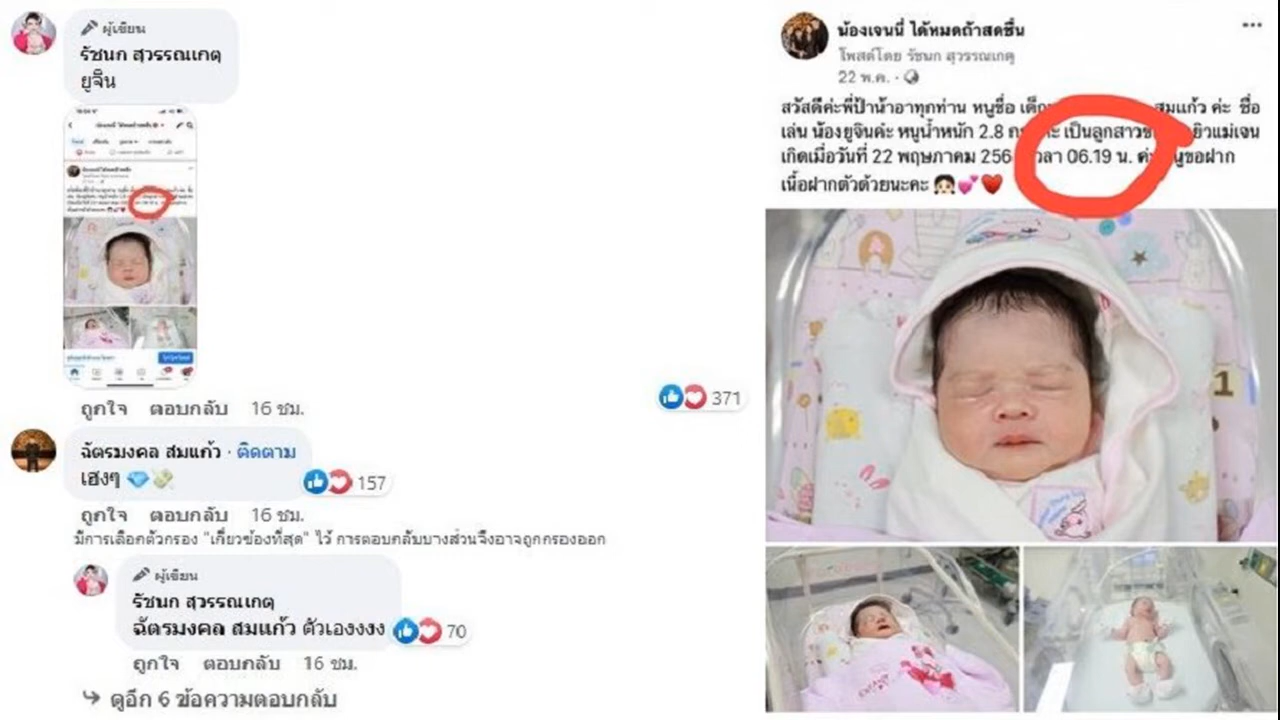 ผู้เขียน
รัชนก สุวรรณเกตุ
ยูจิน
ถูกใจ ตอบกลับ 16 ชม.
371
ฉัตรมงคล สมแก้ว · ติดตาม
เฮงๆ 💎💸
157
ถูกใจ ตอบกลับ 16 ชม.
มีการเลือกตัวกรอง "เกี่ยวข้องที่สุด" ไว้ การตอบกลับบางส่วนจึงอาจถูกกรองออก
ผู้เขียน
รัชนก สุวรรณเกตุ
ฉัตรมงคล สมแก้ว ตัวเองงงง
70
ถูกใจ ตอบกลับ 16 ชม.
ดูอีก 6 ข้อความตอบกลับ
น้องเจนนี่ ได้หมดถ้าสดชื่น
โพสต์โดย รัชนก สุวรรณเกตุ
22 พ.ค. ·
สวัสดีค่ะพี่ป้าน้าอาทุกท่าน หนูชื่อ สมแก้ว ค่ะ ชื่อ
เล่น น้องยูจินค่ะ หนูน้ำหนัก 2.8 เป็นลูกสาว ยิวแม่เจน
เกิดเมื่อวันที่ 22 พฤษภาคม 256 06.19 น. ค่ะ หนูขอฝาก
เนื้อฝากตัวด้วยนะคะ 👧🏻💕❤️
1